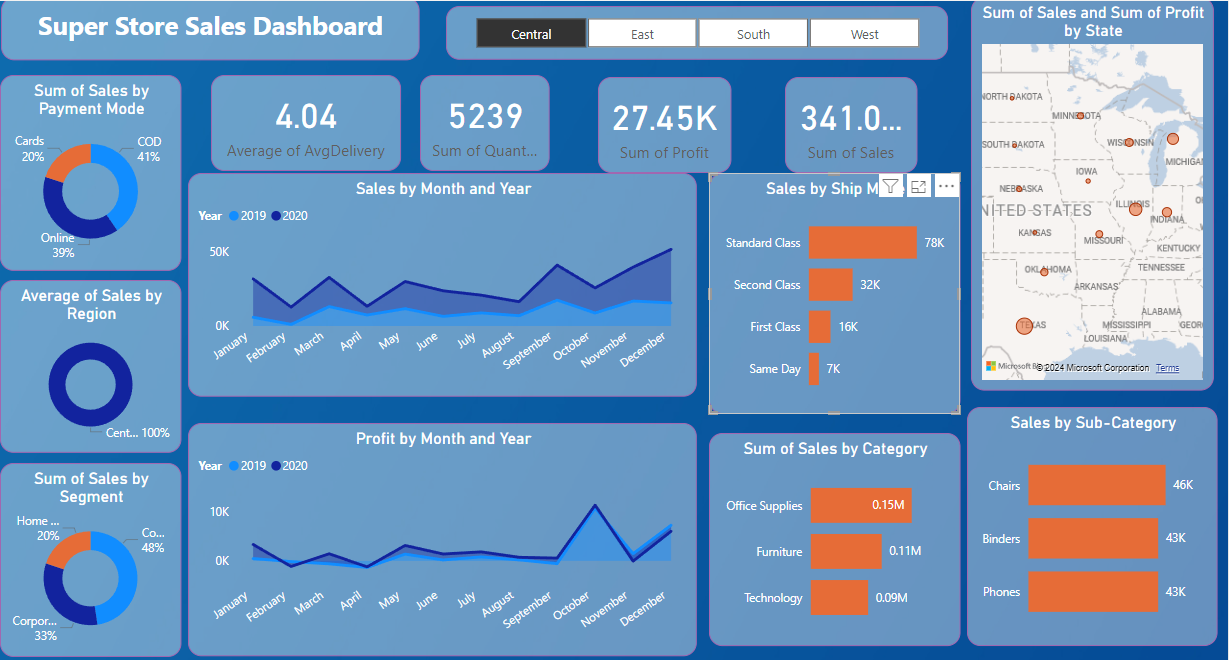 Super Store Sales Dashboard
Central
East
South
West
Sum of Sales and Sum of Profit
by State
Sum of Sales by
Payment Mode
Cards
20%
COD
41%
Online
39%
4.04
Average of AvgDelivery
5239
Sum of Quant...
27.45K
Sum of Profit
341.0...
Sum of Sales
Sales by Month and Year
Year 2019 2020
50K
0K
January
February
March
April
May
June
July
August
September
October
November
December
Sales by Ship M
Standard Class
78K
Second Class
32K
First Class
16K
Same Day
7K
NORTH DAKOTA
MINNESOTA
SOUTH DAKOTA
WISCONSIN
MICHIGAN
IOWA
NEBRASKA
NITED STATES
ILLINOIS
INDIANA
KANSAS
MISSOURI
KENTUCKY
OKLAHOMA
TENNESSEE
ARKANSAS
ALABAMA
TEXAS
MISSISSIPPI
GEOR
LOUISIANA
Microsoft B
©2024 Microsoft Corporation Terms
Average of Sales by
Region
Cent... 100%
Profit by Month and Year
Year 2019 2020
10K
0K
January
February
March
April
May
June
July
August
September
October
November
December
Sum of Sales by Category
Office Supplies
0.15M
Furniture
0.11M
Technology
0.09M
Sales by Sub-Category
Chairs
46K
Binders
43K
Phones
43K
Sum of Sales by
Segment
Home ...
20%
Co...
48%
Corpor...
33%